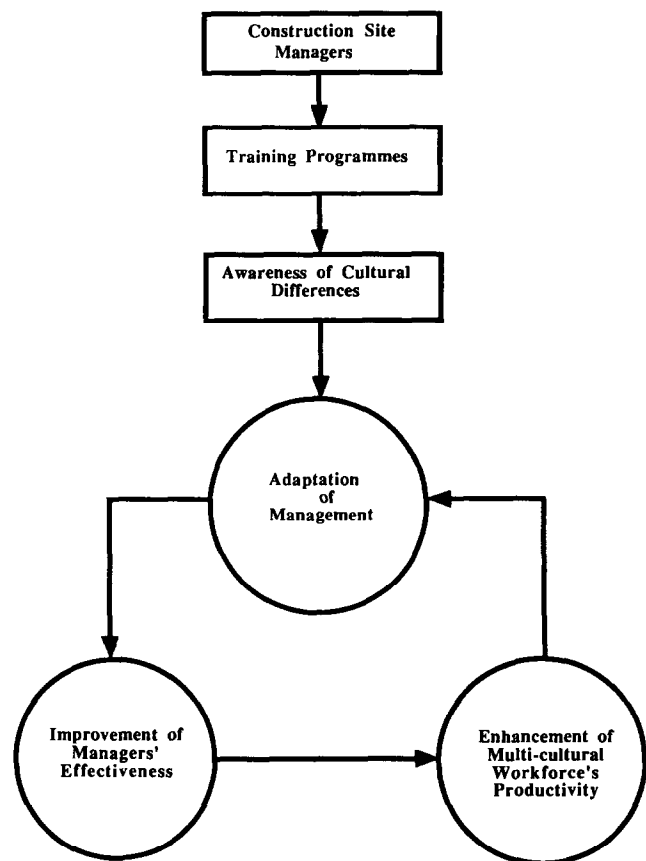 Construction Site
Managers
Training Programmes
Awareness of Cultural
Differences
Adaptation
of
Management
Improvement of
Managers'
Effectiveness
Enhancement of
Multi-cultural
Workforce's
Productivity